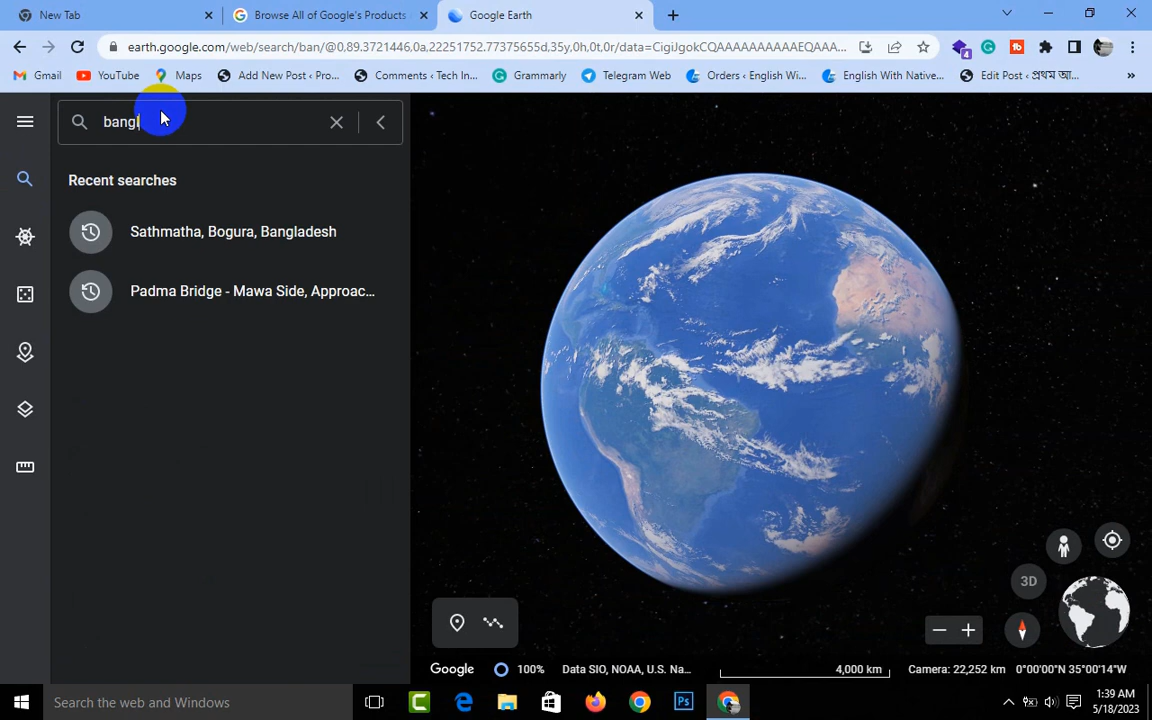 New Tab
Browse All of Google's Products
Google Earth
earth.google.com/web/search/ban/@0,89.3721446,0a,22251752.77375655d,35y,0h,0t,0r/data=CigiJgokCQAAAAAAAAAAEQAAA...
Gmail
YouTube
Maps
Add New Post ‹ Pro...
Comments ‹ Tech In...
Grammarly
Telegram Web
Orders ‹ English Wi...
English With Native...
Edit Post ‹ প্রথম আ...
4
bangl
Recent searches
Sathmatha, Bogura, Bangladesh
Padma Bridge - Mawa Side, Approac...
3D
Google
100%
Data SIO, NOAA, U.S. Na...
4,000 km
Camera: 22,252 km
0°00'00"N 35°00'14"W
Search the web and Windows
Ps
1:39 AM
5/18/2023